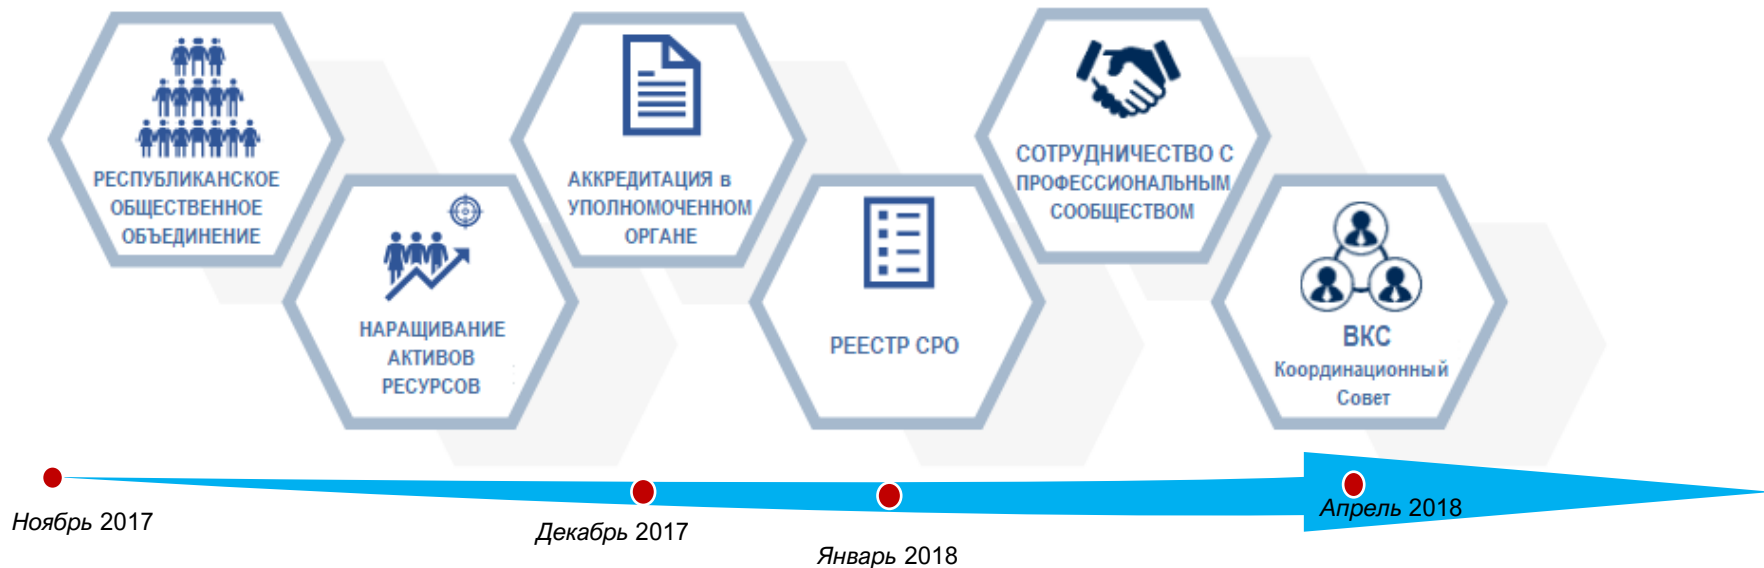 РЕСПУБЛИКАНСКОЕ
ОБЩЕСТВЕННОЕ
ОБЪЕДИНЕНИЕ
НАРАЩИВАНИЕ
АКТИВОВ
РЕСУРСОВ
АККРЕДИТАЦИЯ в
УПОЛНОМОЧЕННОМ
ОРГАНЕ
РЕЕСТР СРО
СОТРУДНИЧЕСТВО С
ПРОФЕССИОНАЛЬНЫМ
СООБЩЕСТВОМ
ВКС
Координационный
Совет
Ноябрь 2017
Декабрь 2017
Январь 2018
Апрель 2018